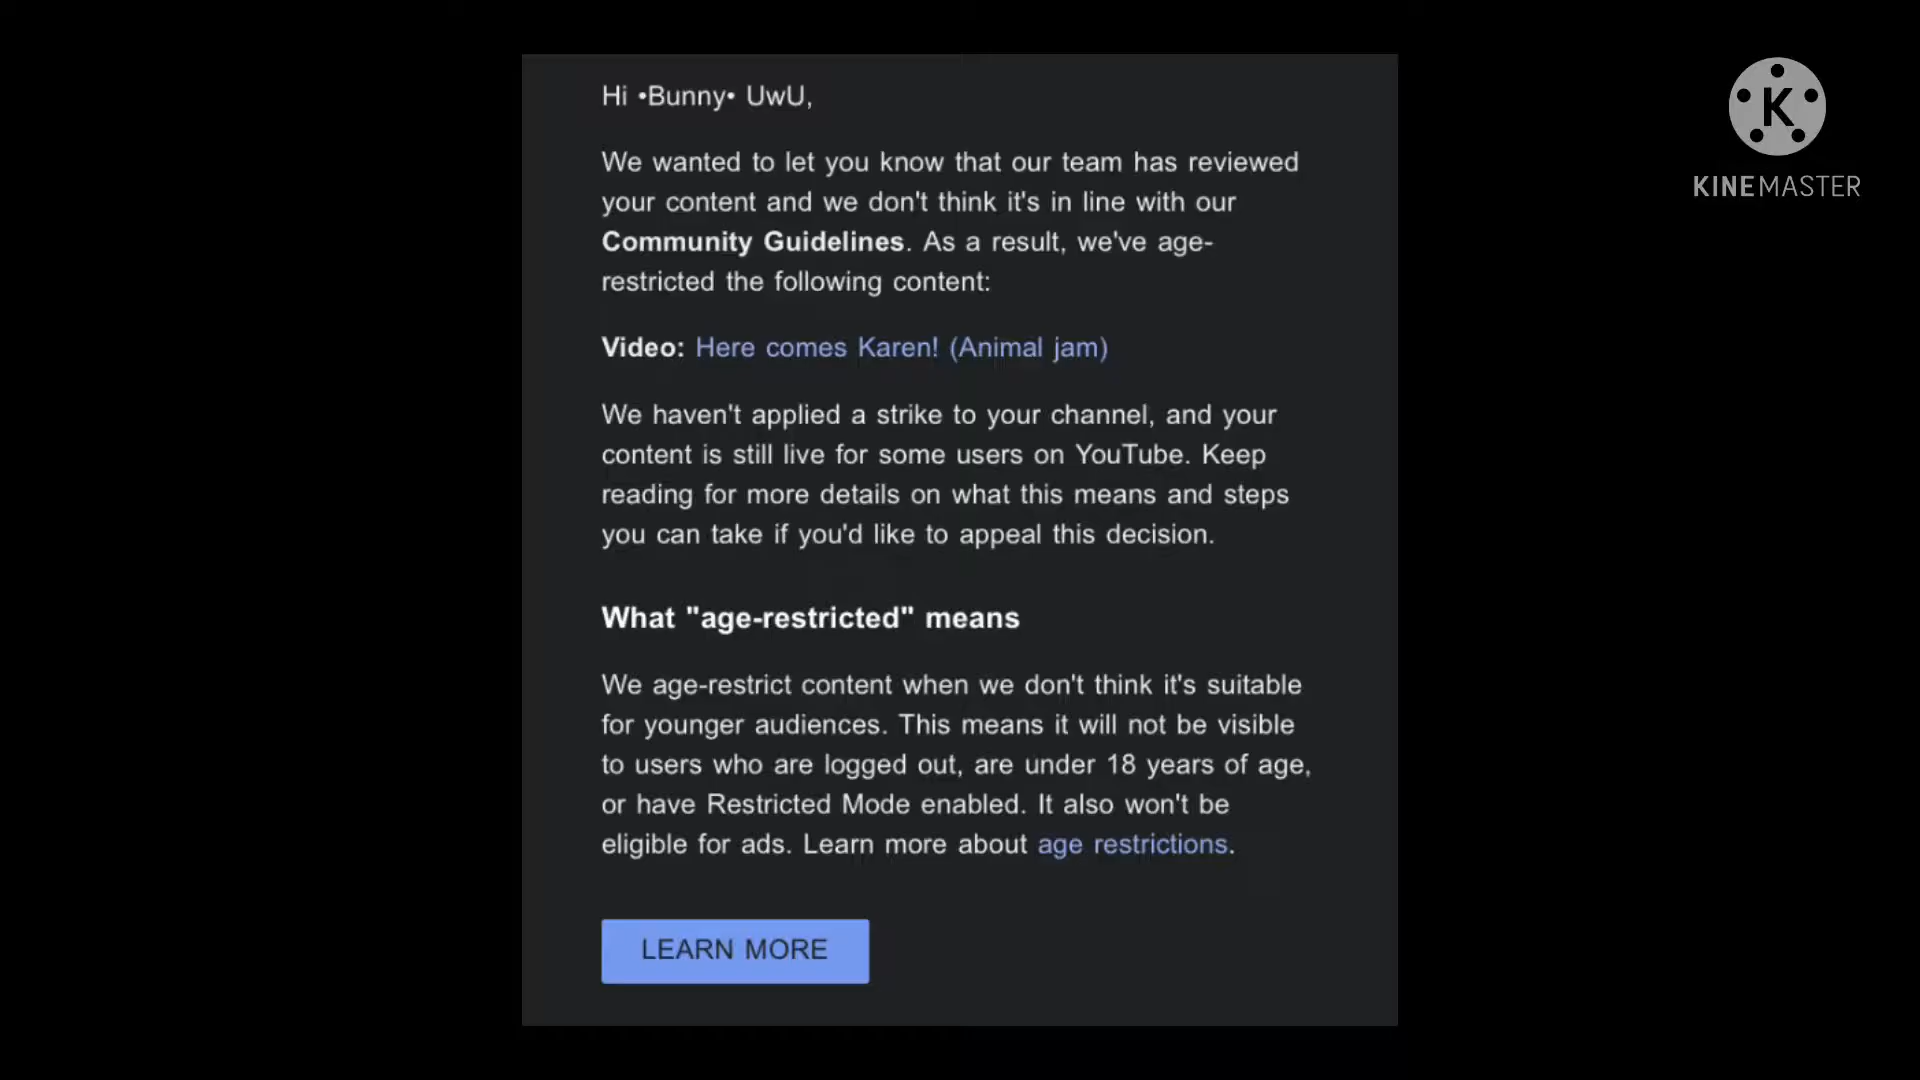 Hi •Bunny• UwU,
We wanted to let you know that our team has reviewed
your content and we don't think it's in line with our
Community Guidelines. As a result, we've age-
restricted the following content:
Video: Here comes Karen! (Animal jam)
We haven't applied a strike to your channel, and your
content is still live for some users on YouTube. Keep
reading for more details on what this means and steps
you can take if you'd like to appeal this decision.
What "age-restricted" means
We age-restrict content when we don't think it's suitable
for younger audiences. This means it will not be visible
to users who are logged out, are under 18 years of age,
or have Restricted Mode enabled. It also won't be
eligible for ads. Learn more about age restrictions.
LEARN MORE
K
KINEMASTER